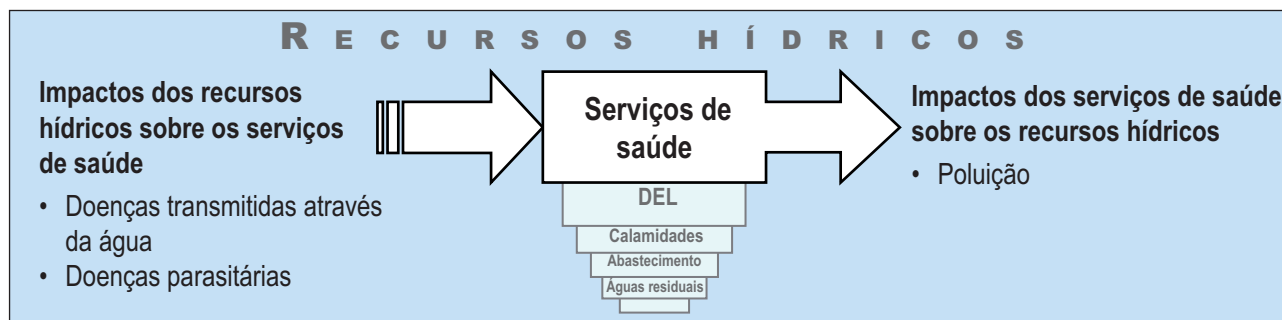 RECURSOS HÍDRICOS
Impactos dos recursos
hídricos sobre os serviços
de saúde
• Doenças transmitidas através
da água
• Doenças parasitárias
Serviços de
saúde
DEL
Calamidades
Abastecimento
Águas residuais
Impactos dos serviços de saúde
sobre os recursos hídricos
• Poluição